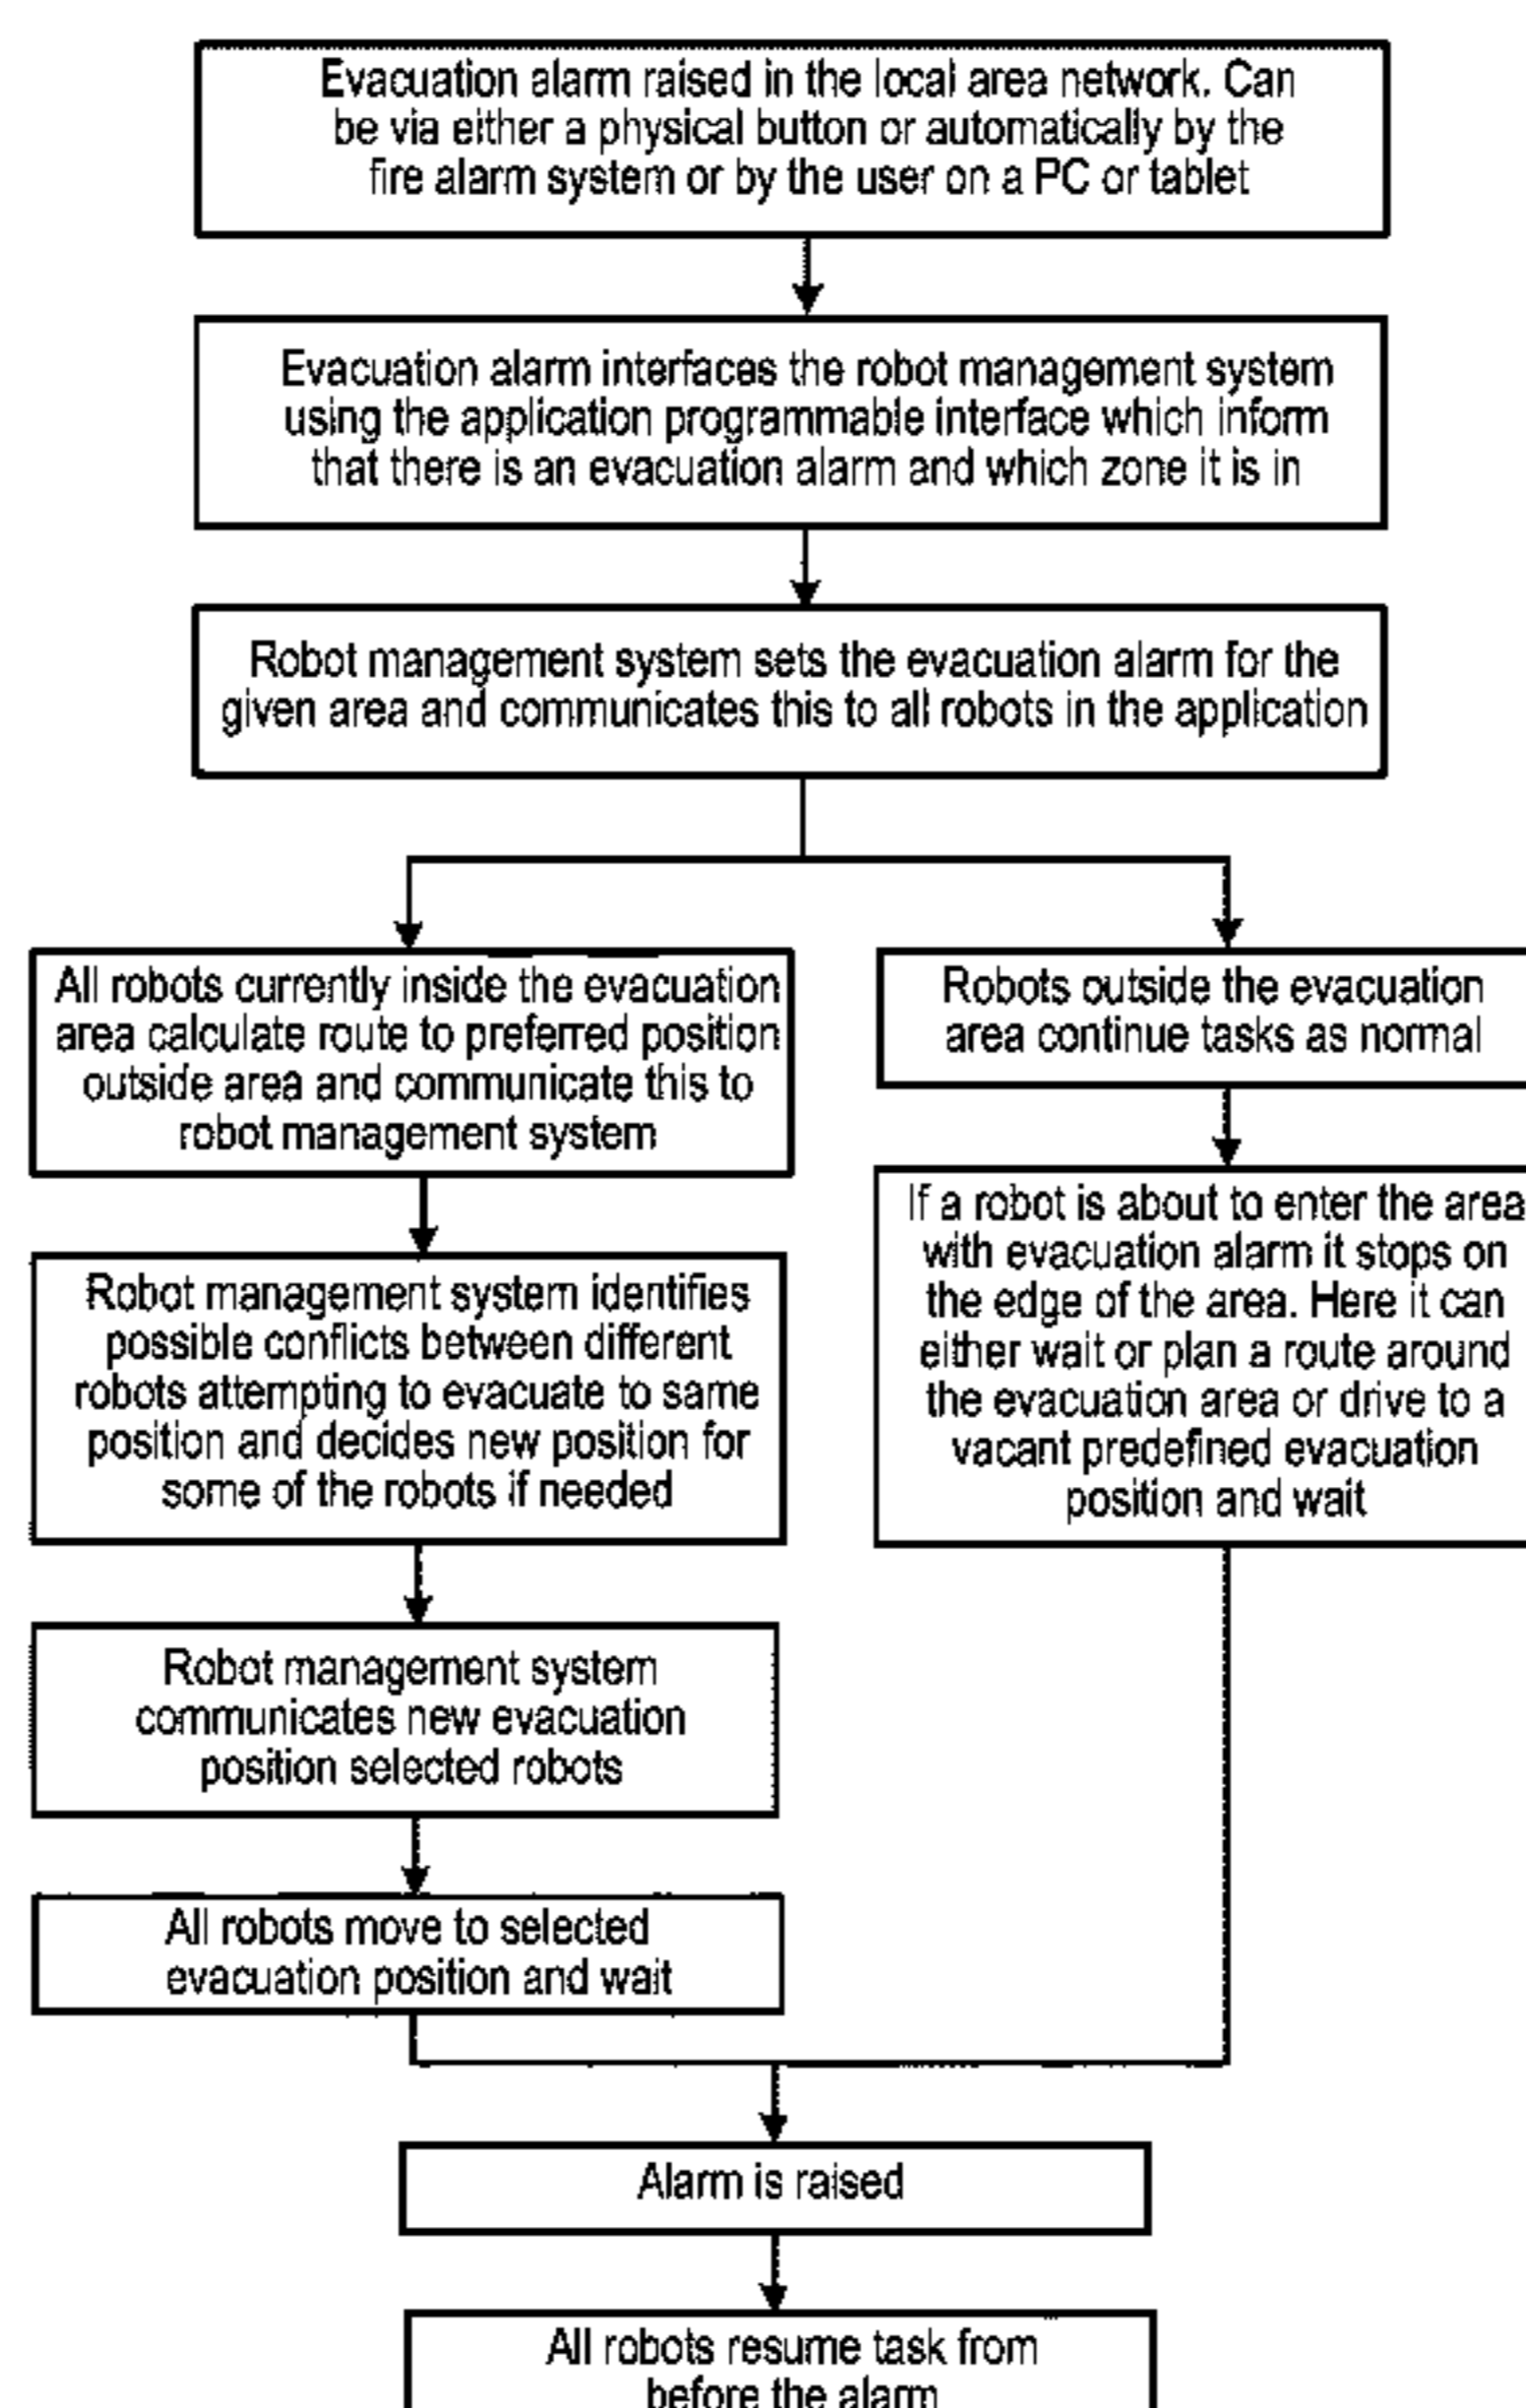 Evacuation alarm raised in the local area network. Can
be via either a physical button or automatically by the
fire alarm system or by the user on a PC or tablet
Evacuation alarm interfaces the robot management system
using the application programmable interface which inform
that there is an evacuation alarm and which zone it is in
Robot management system sets the evacuation alarm for the
given area and communicates this to all robots in the application
All robots currently inside the evacuation
area calculate route to preferred position
outside area and communicate this to
robot management system
Robot management system identifies
possible conflicts between different
robots attempting to evacuate to same
position and decides new position for
some of the robots if needed
Robot management system
communicates new evacuation
position selected robots
All robots move to selected
evacuation position and wait
Robots outside the evacuation
area continue tasks as normal
If a robot is about to enter the area
with evacuation alarm it stops on
the edge of the area. Here it can
either wait or plan a route around
the evacuation area or drive to a
vacant predefined evacuation
position and wait
Alarm is raised
All robots resume task from
before the alarm